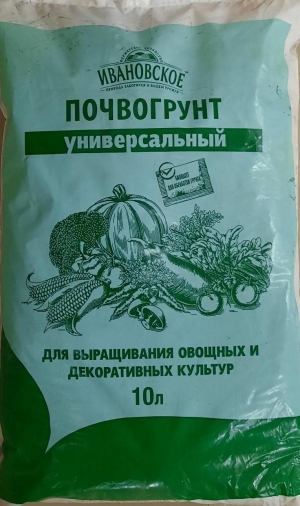 ИВАНОВСКОЕ
ПОЧВОГРУНТ
универсальный
ДЛЯ ВЫРАЩИВАНИЯ ОВОЩНЫХ И
ДЕКОРАТИВНЫХ КУЛЬТУР
10л